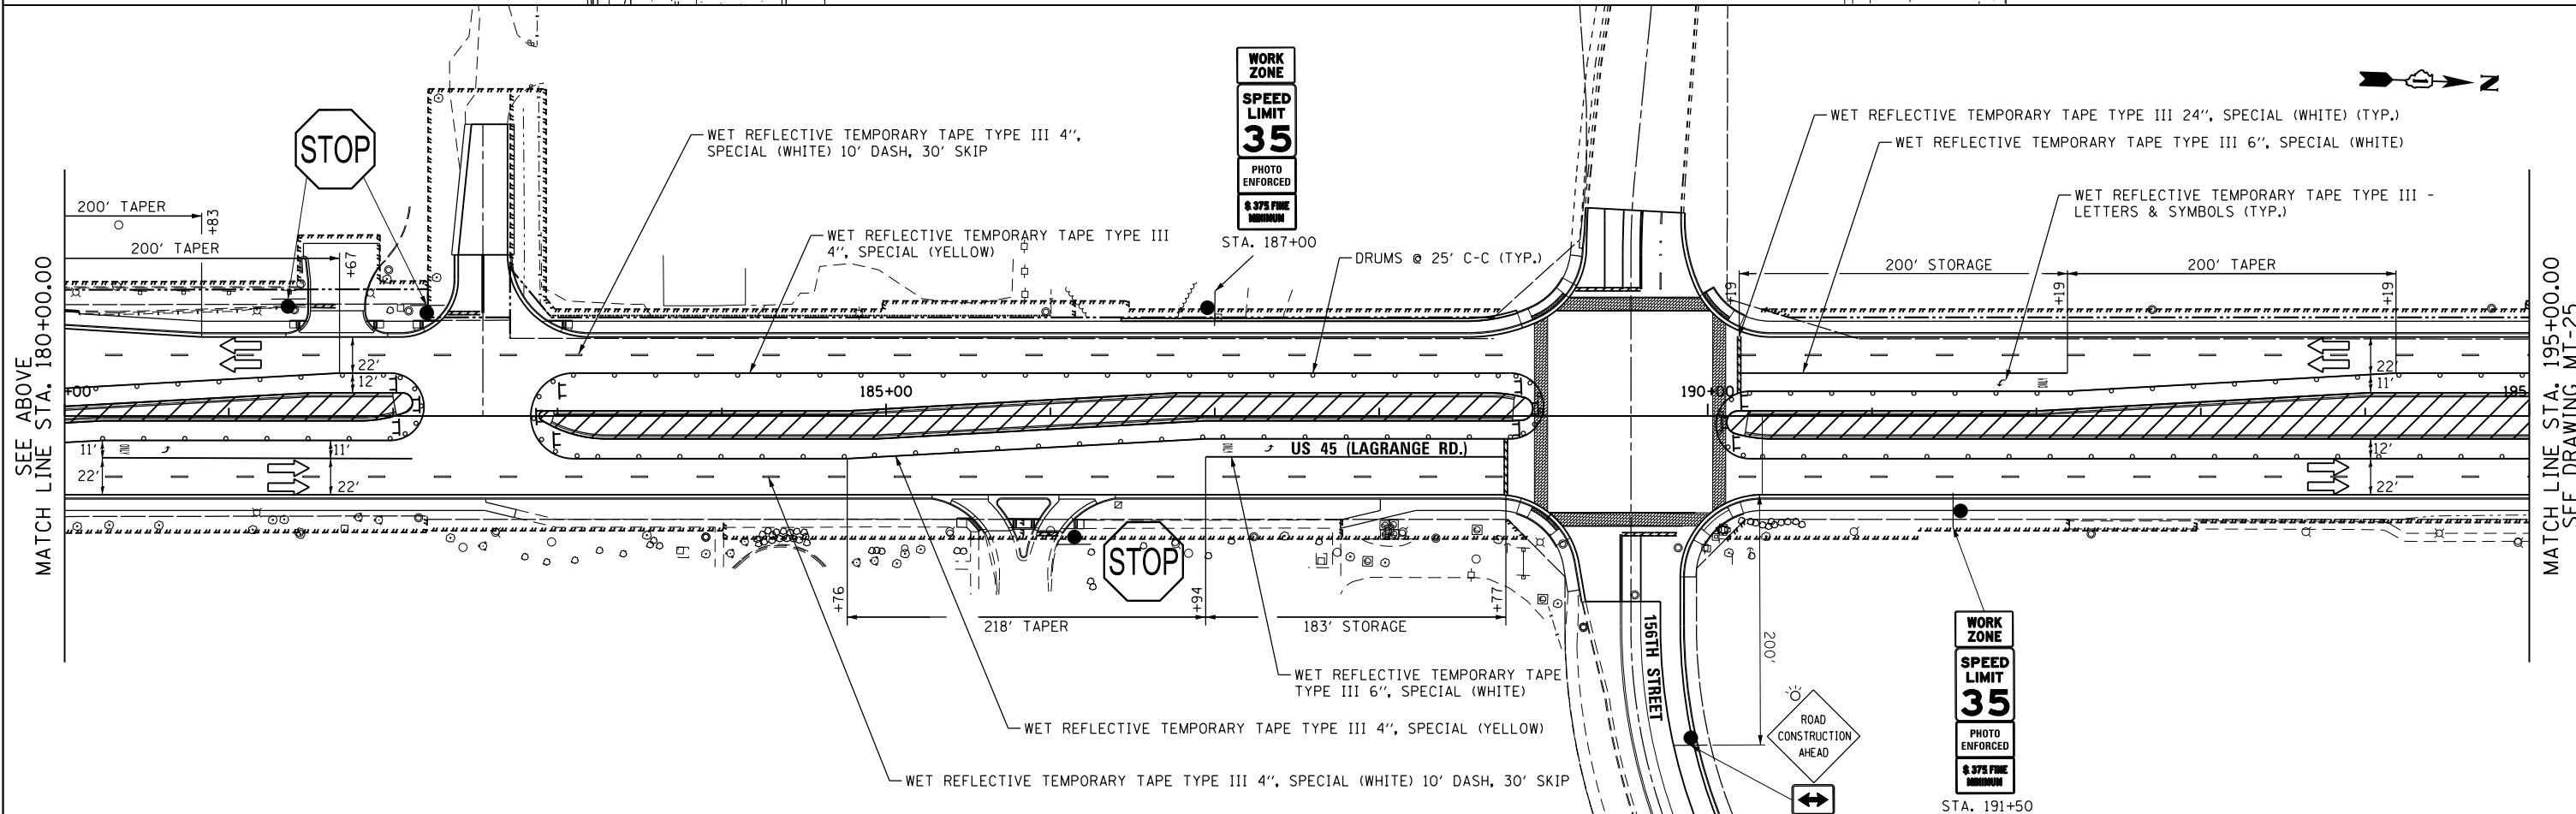 WORK
ZONE
SPEED
LIMIT
35
PHOTO
ENFORCED
$375 FINE
MINIMUM
STA. 187+00
N
STOP
WET REFLECTIVE TEMPORARY TAPE TYPE III 4",
SPECIAL (WHITE) 10' DASH, 30' SKIP
WET REFLECTIVE TEMPORARY TAPE TYPE III 24", SPECIAL (WHITE) (TYP.)
WET REFLECTIVE TEMPORARY TAPE TYPE III 6", SPECIAL (WHITE)
WET REFLECTIVE TEMPORARY TAPE TYPE III -
LETTERS & SYMBOLS (TYP.)
200' TAPER
+83
200' TAPER
+67
WET REFLECTIVE TEMPORARY TAPE TYPE III
4", SPECIAL (YELLOW)
DRUMS @ 25' C-C (TYP.)
200' STORAGE
200' TAPER
+19
+19
+19
SEE ABOVE
MATCH LINE STA. 180+00.00
MATCH LINE STA. 195+00.00
SEE DRAWING MT-25
22'
12'
22'
11'
+00
185+00
190+00
195
ONLY
11'
ONLY
11'
22'
22'
ONLY
US 45 (LAGRANGE RD.)
12'
22'
STOP
+76
+94
+77
218' TAPER
183' STORAGE
156TH STREET
200'
WET REFLECTIVE TEMPORARY TAPE
TYPE III 6", SPECIAL (WHITE)
WET REFLECTIVE TEMPORARY TAPE TYPE III 4", SPECIAL (YELLOW)
WET REFLECTIVE TEMPORARY TAPE TYPE III 4", SPECIAL (WHITE) 10' DASH, 30' SKIP
ROAD
CONSTRUCTION
AHEAD
WORK
ZONE
SPEED
LIMIT
35
PHOTO
ENFORCED
$375 FINE
MINIMUM
STA. 191+50